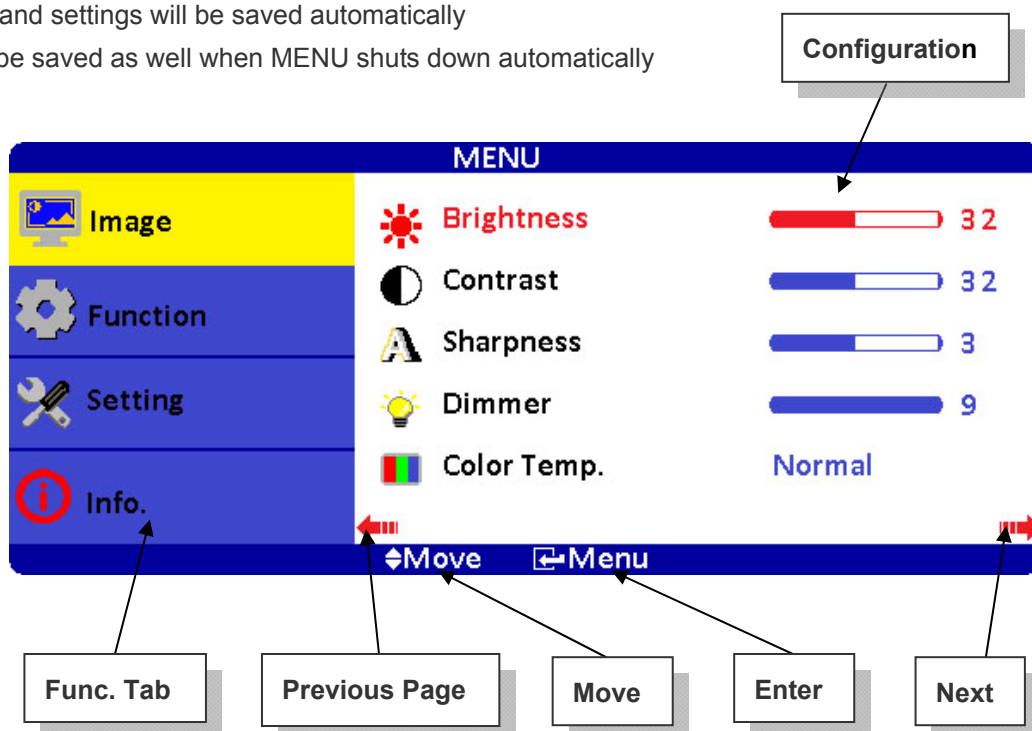 and settings will be saved automatically
be saved as well when MENU shuts down automatically
Configuration
MENU
Image
Brightness 32
Contrast 32
Function
Sharpness 3
Setting
Dimmer 9
Color Temp. Normal
Info.
Move Menu
Func. Tab
Previous Page
Move
Enter
Next